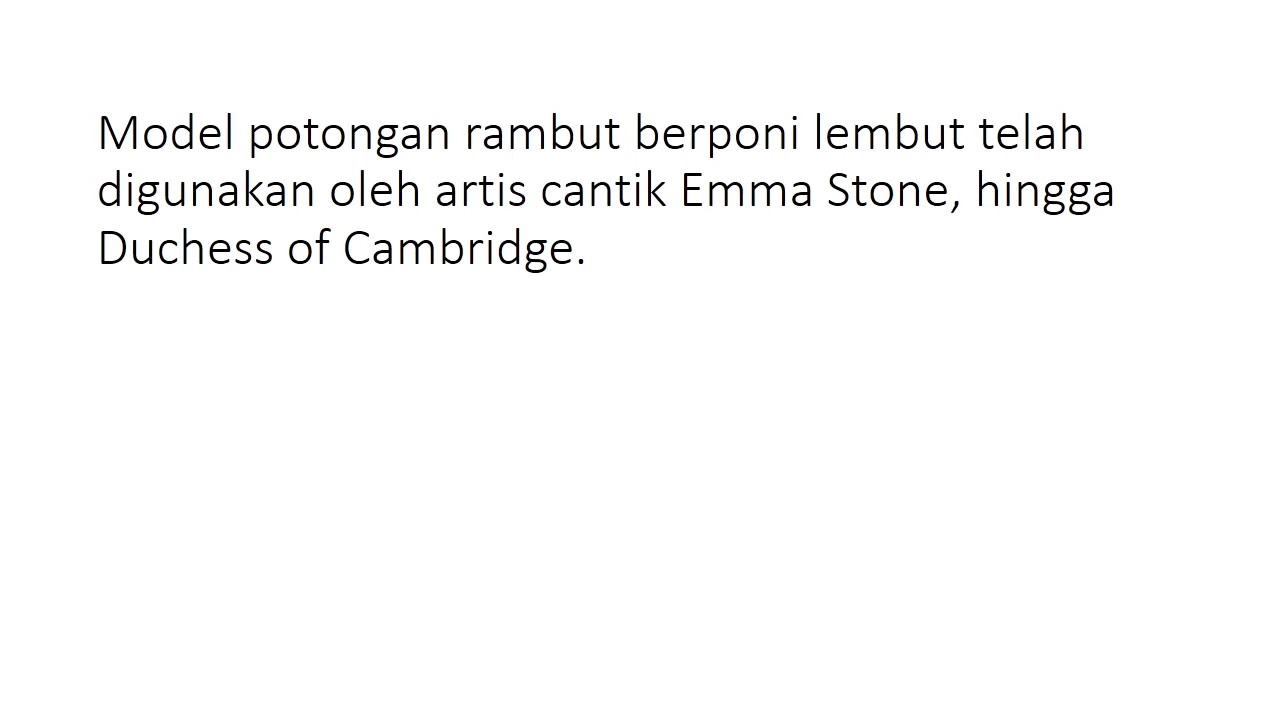 Model potongan rambut berponi lembut telah
digunakan oleh artis cantik Emma Stone, hingga
Duchess of Cambridge.